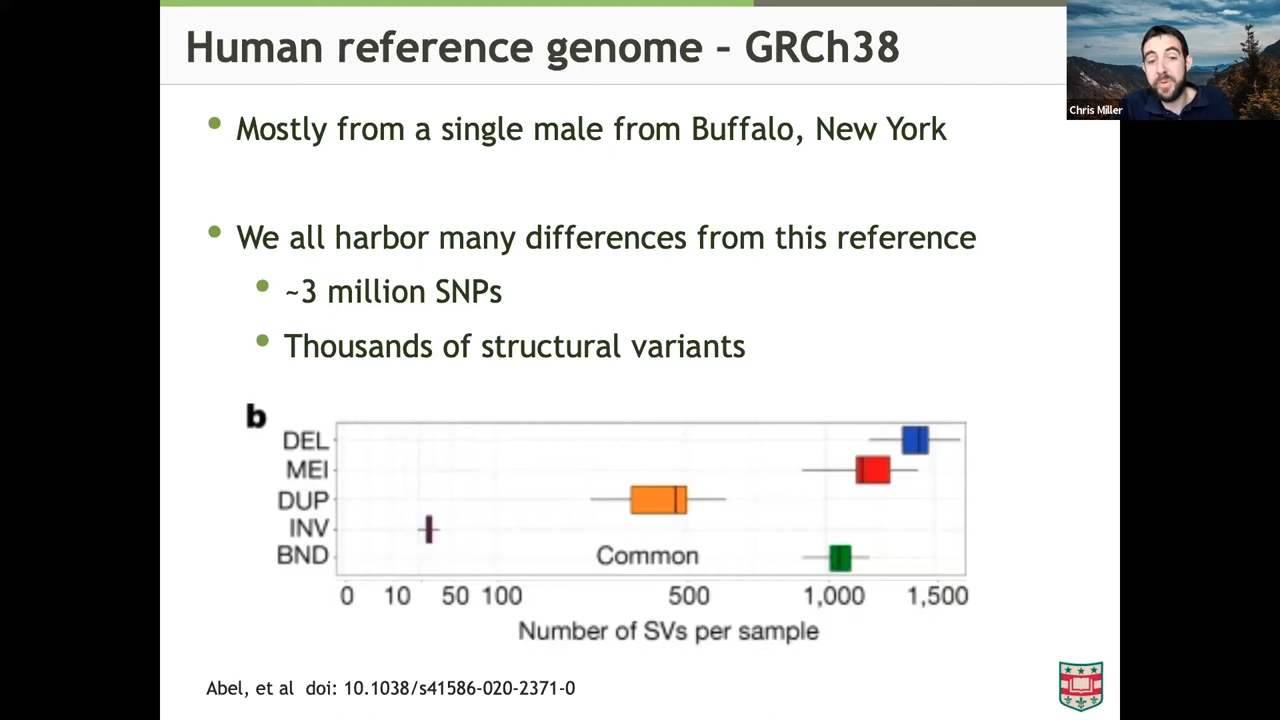 Human reference genome – GRCh38
Chris Miller
Mostly from a single male from Buffalo, New York
We all harbor many differences from this reference
~3 million SNPs
Thousands of structural variants
b
DEL
MEI
DUP
INV
BND
Common
0 10 50 100 500 1,000 1,500
Number of SVs per sample
Abel, et al doi: 10.1038/s41586-020-2371-0